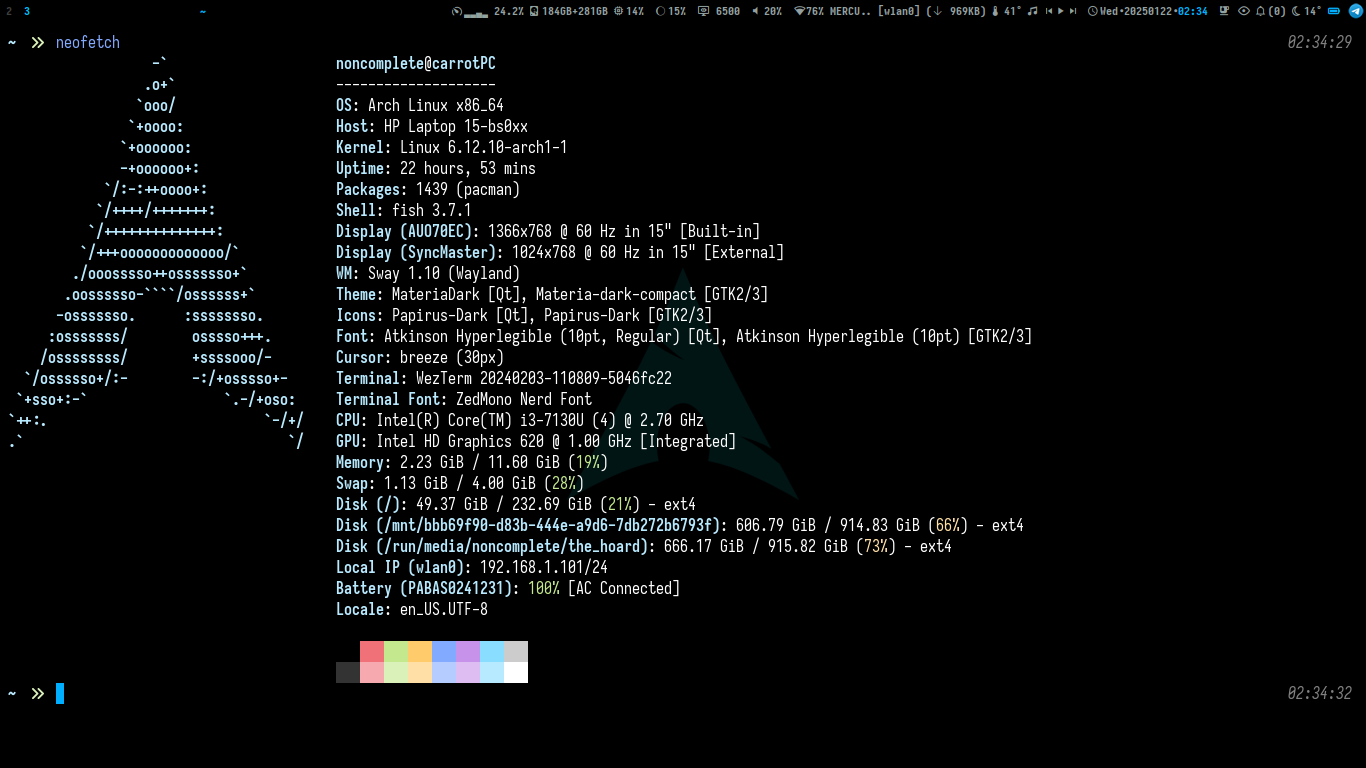 2 3 ~ 24.2% 184GB+281GB 14% 15% 6500 20% 76% MERCU.. [wlan0] (↓ 969KB) 41° Wed•20250122•02:34 (0) 14°
~ » neofetch 02:34:29
-` noncomplete@carrotPC
.o+` --------------------
`ooo/ OS: Arch Linux x86_64
`+oooo: Host: HP Laptop 15-bs0xx
`+oooooo: Kernel: Linux 6.12.10-arch1-1
-+oooooo+: Uptime: 22 hours, 53 mins
`/:-:++oooo+: Packages: 1439 (pacman)
`/++++/+++++++: Shell: fish 3.7.1
`/++++++++++++++: Display (AUO70EC): 1366x768 @ 60 Hz in 15" [Built-in]
`/+++ooooooooooooo/` Display (SyncMaster): 1024x768 @ 60 Hz in 15" [External]
./ooosssso++osssssso+` WM: Sway 1.10 (Wayland)
.oossssso-````/ossssss+` Theme: MateriaDark [Qt], Materia-dark-compact [GTK2/3]
-osssssso. :ssssssso. Icons: Papirus-Dark [Qt], Papirus-Dark [GTK2/3]
:osssssss/ osssso+++. Font: Atkinson Hyperlegible (10pt, Regular) [Qt], Atkinson Hyperlegible (10pt) [GTK2/3]
/ossssssss/ +ssssooo/- Cursor: breeze (30px)
`/ossssso+/:- -:/+osssso+- Terminal: WezTerm 20240203-110809-5046fc22
`+sso+:-` `.-/+oso: Terminal Font: ZedMono Nerd Font
`++:. `-/+/ CPU: Intel(R) Core(TM) i3-7130U (4) @ 2.70 GHz
.` `/ GPU: Intel HD Graphics 620 @ 1.00 GHz [Integrated]
Memory: 2.23 GiB / 11.60 GiB (19%)
Swap: 1.13 GiB / 4.00 GiB (28%)
Disk (/): 49.37 GiB / 232.69 GiB (21%) - ext4
Disk (/mnt/bbb69f90-d83b-444e-a9d6-7db272b6793f): 606.79 GiB / 914.83 GiB (66%) - ext4
Disk (/run/media/noncomplete/the_hoard): 666.17 GiB / 915.82 GiB (73%) - ext4
Local IP (wlan0): 192.168.1.101/24
Battery (PABAS0241231): 100% [AC Connected]
Locale: en_US.UTF-8
~ » 02:34:32